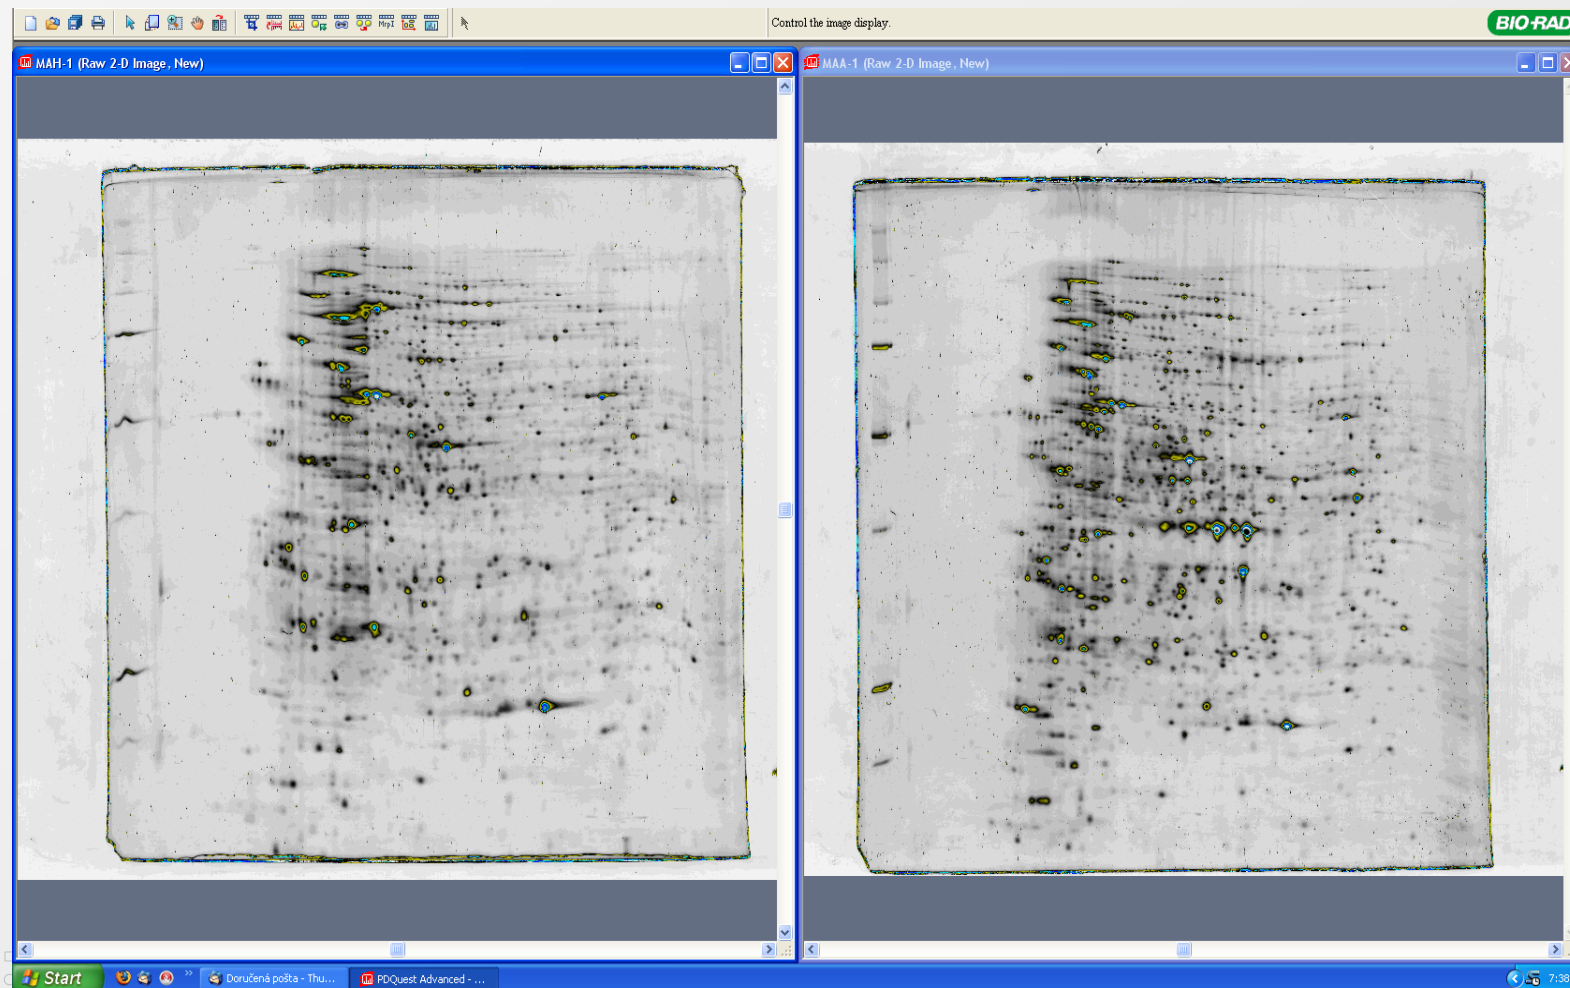 MrpI
Control the image display.
BIO-RAD
MAH-1 (Raw 2-D Image, New)
MAA-1 (Raw 2-D Image, New)
Start
Doručená pošta - Thu...
PDQuest Advanced - ...
7:38